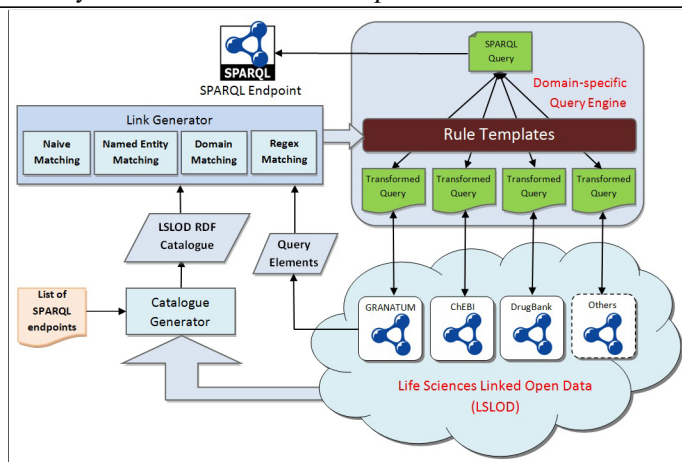 SPARQL
SPARQL Endpoint
SPARQL
Query
Domain-specific
Query Engine
Link Generator
Naive
Matching
Named Entity
Matching
Domain
Matching
Regex
Matching
Rule Templates
Transformed
Query
Transformed
Query
Transformed
Query
Transformed
Query
LSLOD RDF
Catalogue
Query
Elements
List of
SPARQL
endpoints
Catalogue
Generator
GRANATUM
ChEBI
DrugBank
Others
Life Sciences Linked Open Data
(LSLOD)